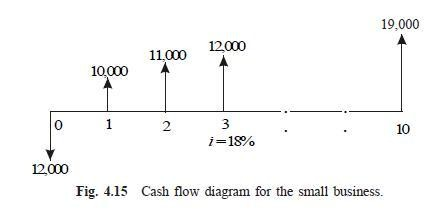 19,000
12,000
11,000
10,000
0 1 2 3 . . 10
i=18%
12,000
Fig. 4.15 Cash flow diagram for the small business.